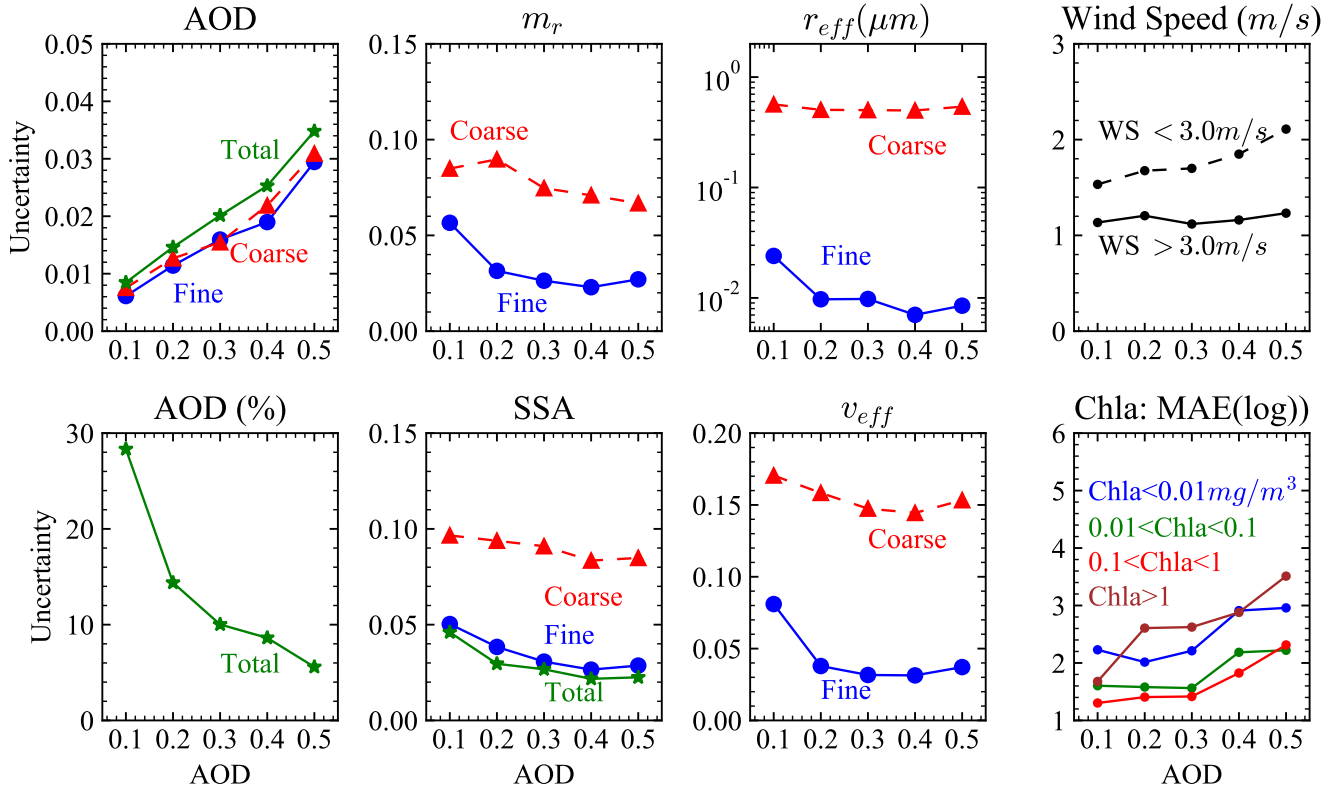 AOD
0.05
0.04
0.03
0.02
0.01
0.00
Uncertainty
Total
Coarse
Fine
0.1 0.2 0.3 0.4 0.5
m_r
0.15
0.10
0.05
0.00
Coarse
Fine
0.1 0.2 0.3 0.4 0.5
r_{eff}(μm)
10^0
10^{-1}
10^{-2}
Coarse
Fine
0.1 0.2 0.3 0.4 0.5
Wind Speed (m/s)
3
2
1
0
WS < 3.0m/s
WS > 3.0m/s
0.1 0.2 0.3 0.4 0.5
AOD (%)
30
20
10
0
Uncertainty
Total
0.1 0.2 0.3 0.4 0.5
AOD
SSA
0.15
0.10
0.05
0.00
Coarse
Fine
Total
0.1 0.2 0.3 0.4 0.5
AOD
v_{eff}
0.20
0.15
0.10
0.05
0.00
Coarse
Fine
0.1 0.2 0.3 0.4 0.5
Chla: MAE(log))
6
5
4
3
2
1
Chla<0.01mg/m³
0.01<Chla<0.1
0.1<Chla<1
Chla>1
0.1 0.2 0.3 0.4 0.5
AOD